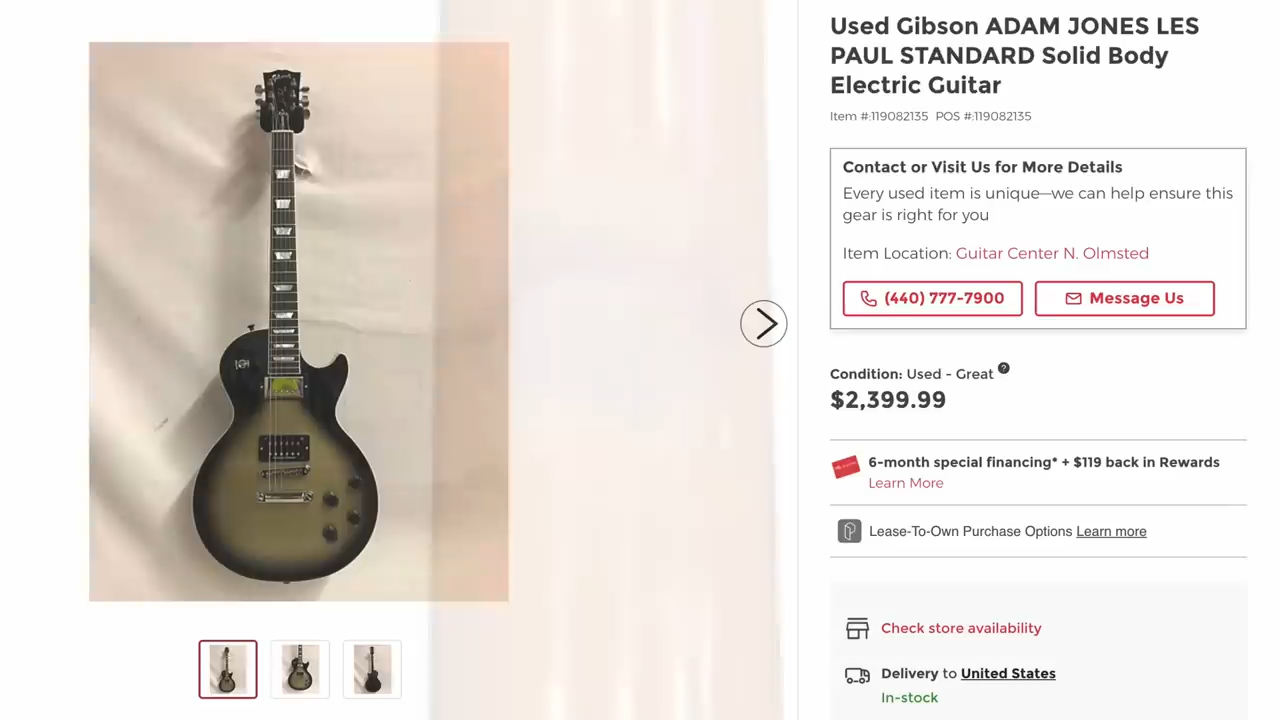 Used Gibson ADAM JONES LES
PAUL STANDARD Solid Body
Electric Guitar
Item #:119082135 POS #:119082135
Contact or Visit Us for More Details
Every used item is unique—we can help ensure this
gear is right for you
Item Location: Guitar Center N. Olmsted
(440) 777-7900
Message Us
Condition: Used - Great ?
$2,399.99
6-month special financing* + $119 back in Rewards
Learn More
Lease-To-Own Purchase Options Learn more
Check store availability
Delivery to United States
In-stock